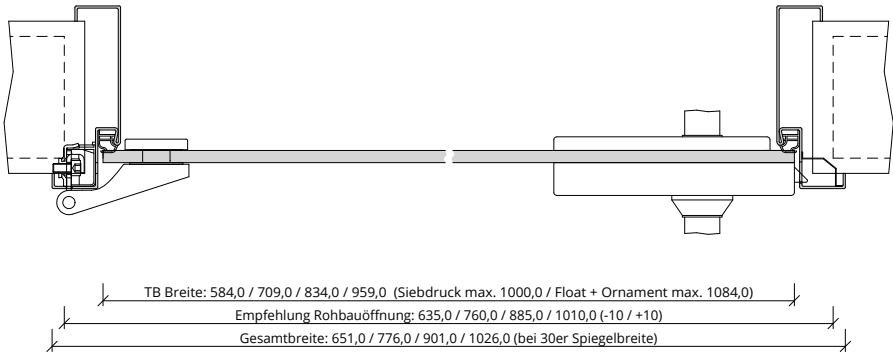 TB Breite: 584,0 / 709,0 / 834,0 / 959,0 (Siebdruck max. 1000,0 / Float + Ornament max. 1084,0)
Empfehlung Rohbauöffnung: 635,0 / 760,0 / 885,0 / 1010,0 (-10 / +10)
Gesamtbreite: 651,0 / 776,0 / 901,0 / 1026,0 (bei 30er Spiegelbreite)